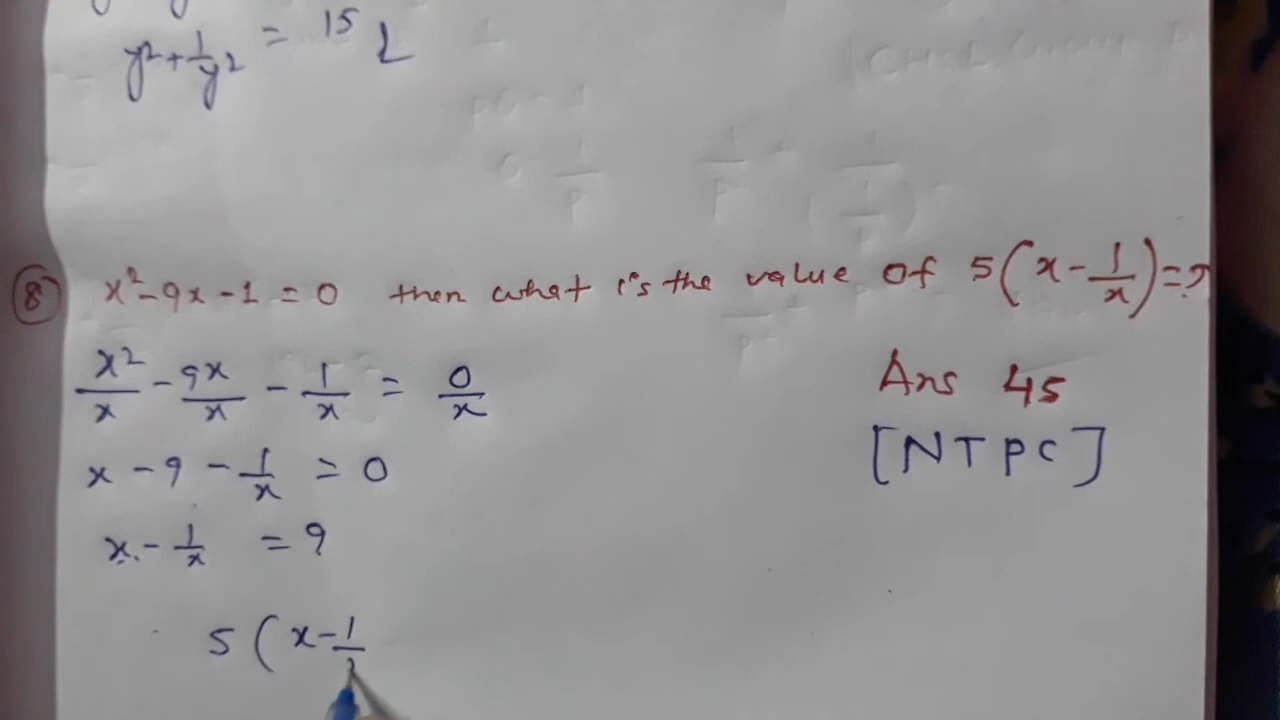 y²+1/y² = 15
⑧ x²-9x-1=0 then what is the value of 5(x-1/x)=?
x²/x - 9x/x - 1/x = 0/x
Ans 45
x-9-1/x = 0
[NTPC]
x-1/x = 9
5(x-1/